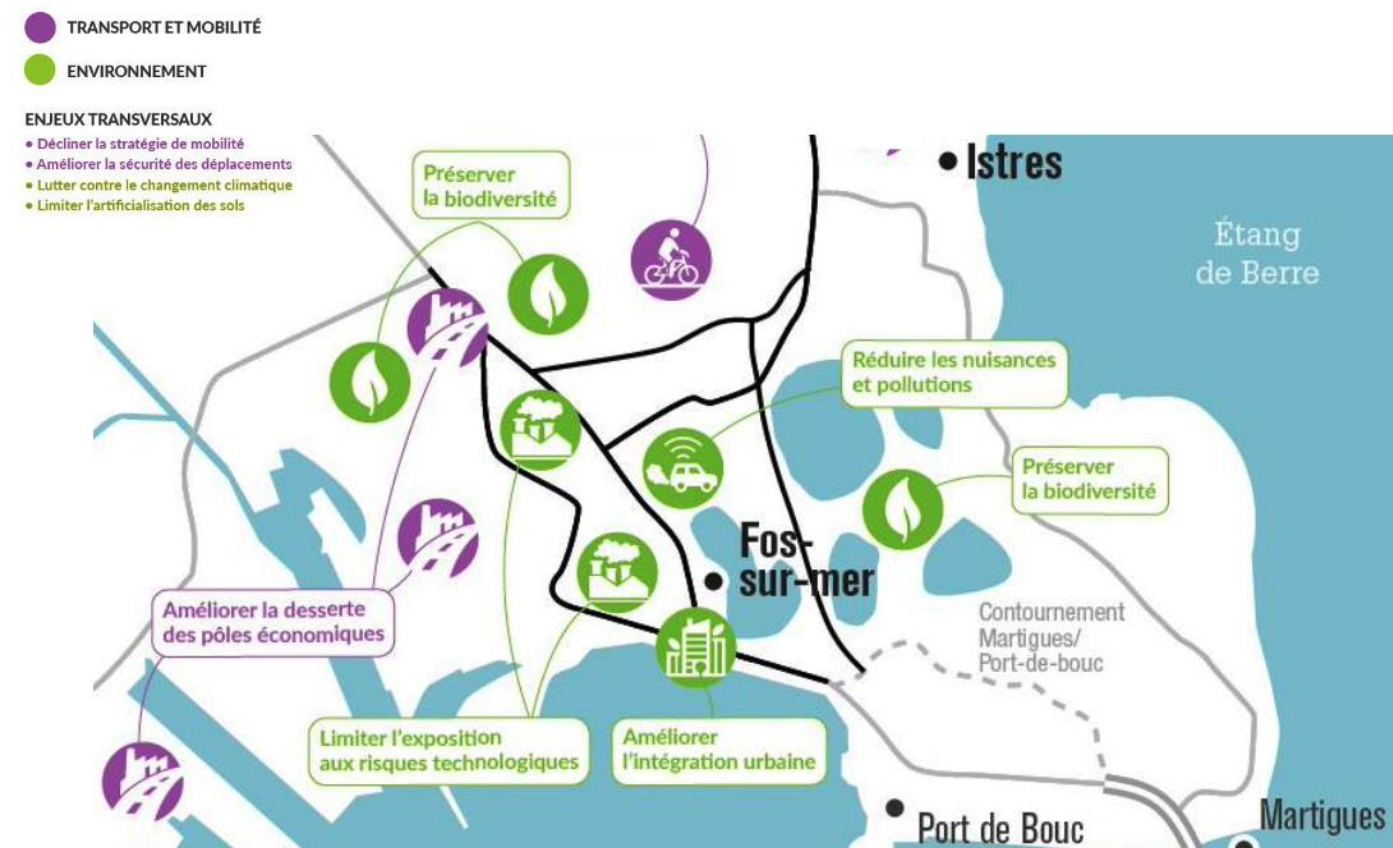 TRANSPORT ET MOBILITÉ
ENVIRONNEMENT
ENJEUX TRANSVERSAUX
• Décliner la stratégie de mobilité
• Améliorer la sécurité des déplacements
• Lutter contre le changement climatique
• Limiter l'artificialisation des sols
Préserver
la biodiversité
Istres
Étang
de Berre
Réduire les nuisances
et pollutions
Préserver
la biodiversité
Fos-
sur-mer
Améliorer la desserte
des pôles économiques
Contournement
Martigues/
Port-de-bouc
Limiter l'exposition
aux risques technologiques
Améliorer
l'intégration urbaine
Port de Bouc
Martigues